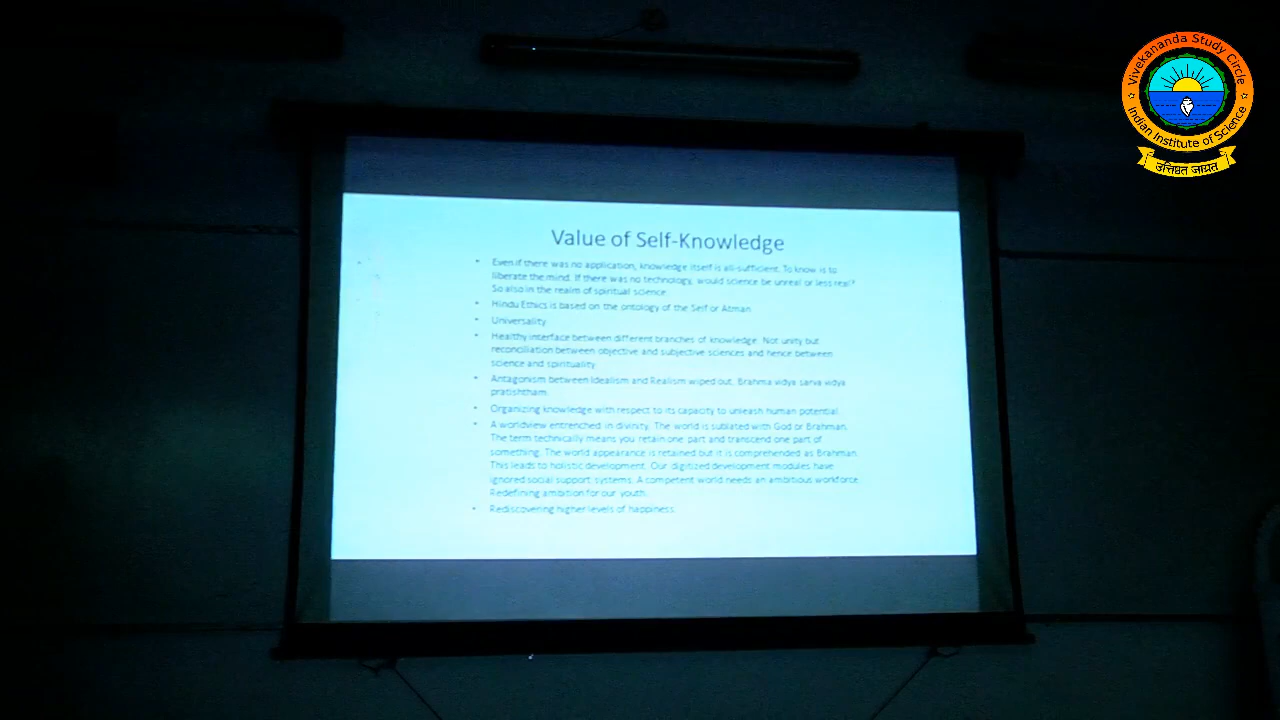 Vivekananda Study Circle
Indian Institute of Science
उत्तिष्ठत जाग्रत
Value of Self-Knowledge
• Even if there was no application, knowledge itself is all-sufficient. To know is to
liberate the mind. If there was no technology, would science be unreal or less real?
So also in the realm of spiritual science.
• Hindu Ethics is based on the ontology of the Self or Atman
• Universality
• Healthy interface between different branches of knowledge. Not unity but
reconciliation between objective and subjective sciences and hence between
science and spirituality
• Antagonism between Idealism and Realism wiped out. Brahma vidya sarva vidya
pratishtham.
• Organizing knowledge with respect to its capacity to unleash human potential.
• A worldview entrenched in divinity. The world is sublated with God or Brahman.
The term technically means you retain one part and transcend one part of
something. The world appearance is retained but it is comprehended as Brahman.
This leads to holistic development. Our digitized development modules have
ignored social support systems. A competent world needs an ambitious workforce.
Redefining ambition for our youth.
• Rediscovering higher levels of happiness.